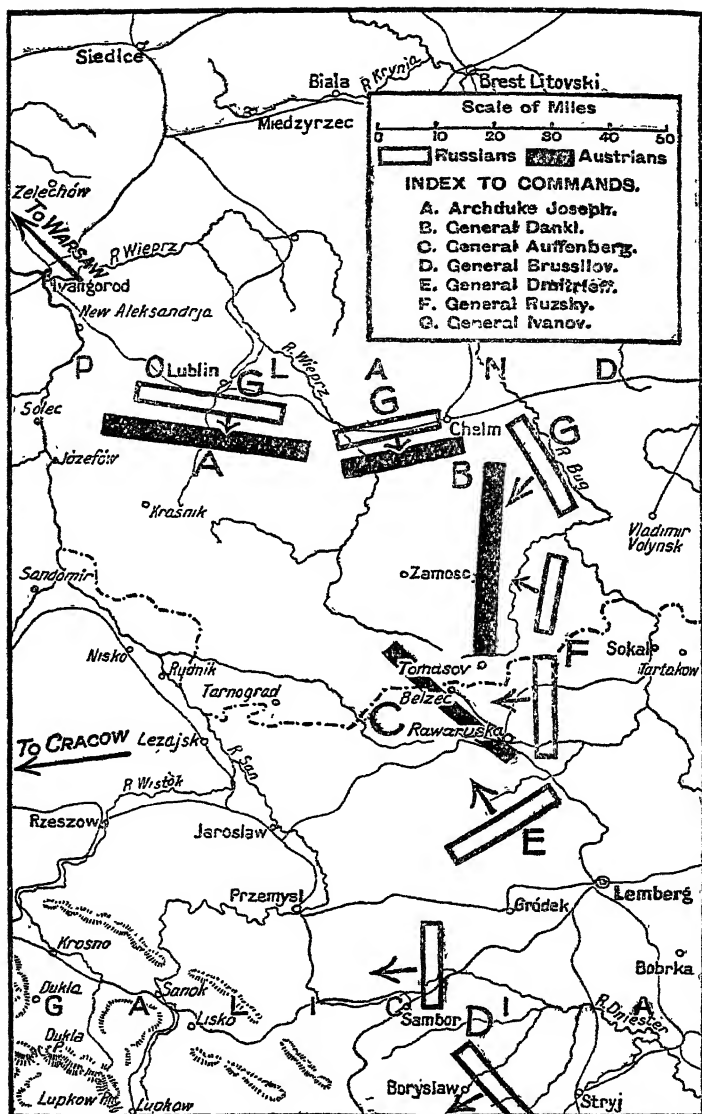 Siedlce
Biala
R Krynia
Brest Litovski
Miedzyrzec
Scale of Miles
0 10 20 30 40 50
Russians Austrians
INDEX TO COMMANDS.
A. Archduke Joseph.
B. General Dankl.
C. General Auffenberg.
D. General Brussilov.
E. General Dmitrieff.
F. General Ruzsky.
G. General Ivanov.
Zelechów
TO WARSAW
R Wieprz
Ivangorod
New Aleksandrja
P O L A N D
Lublin
G
R. Wieprz
G
Chelm
G
R Bug
Solec
Józefów
A
B
Kraśnik
Vladimir
Volynsk
Zamosc
Sandomir
Nisko
Rudnik
Tarnograd
Tomasov
F
Sokal
Tartakow
Belzec
C
Rawaruska
TO CRACOW
Lezajsk
R San
R Wistok
Rzeszow
Jaroslaw
E
Przemysl
Gródek
Lemberg
Krosno
Bobrka
Dukla
Sanok
G A L I C I A
Lisko
Sambor
R. Dniester
D
Dukla
P.
Lupkow P.
Lupkow
Boryslaw
Stryj